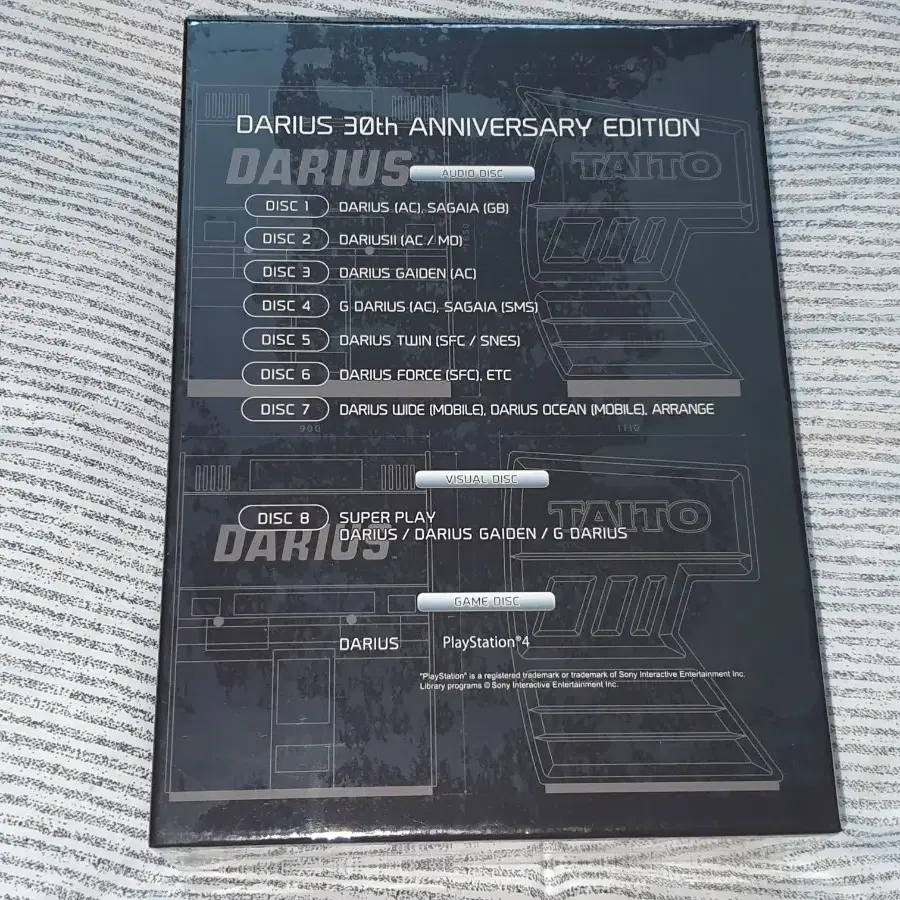 DARIUS 30th ANNIVERSARY EDITION
DARIUS
TAITO
AUDIO DISC
DISC 1 DARIUS (AC), SAGAIA (GB)
DISC 2 DARIUSII (AC / MD)
DISC 3 DARIUS GAIDEN (AC)
DISC 4 G DARIUS (AC), SAGAIA (SMS)
DISC 5 DARIUS TWIN (SFC / SNES)
DISC 6 DARIUS FORCE (SFC), ETC
DISC 7 DARIUS WIDE (MOBILE), DARIUS OCEAN (MOBILE), ARRANGE
900
1110
VISUAL DISC
DISC 8 SUPER PLAY
DARIUS / DARIUS GAIDEN / G DARIUS
DARIUS
TAITO
GAME DISC
DARIUS PlayStation®4
"PlayStation" is a registered trademark or trademark of Sony Interactive Entertainment Inc.
Library programs © Sony Interactive Entertainment Inc.